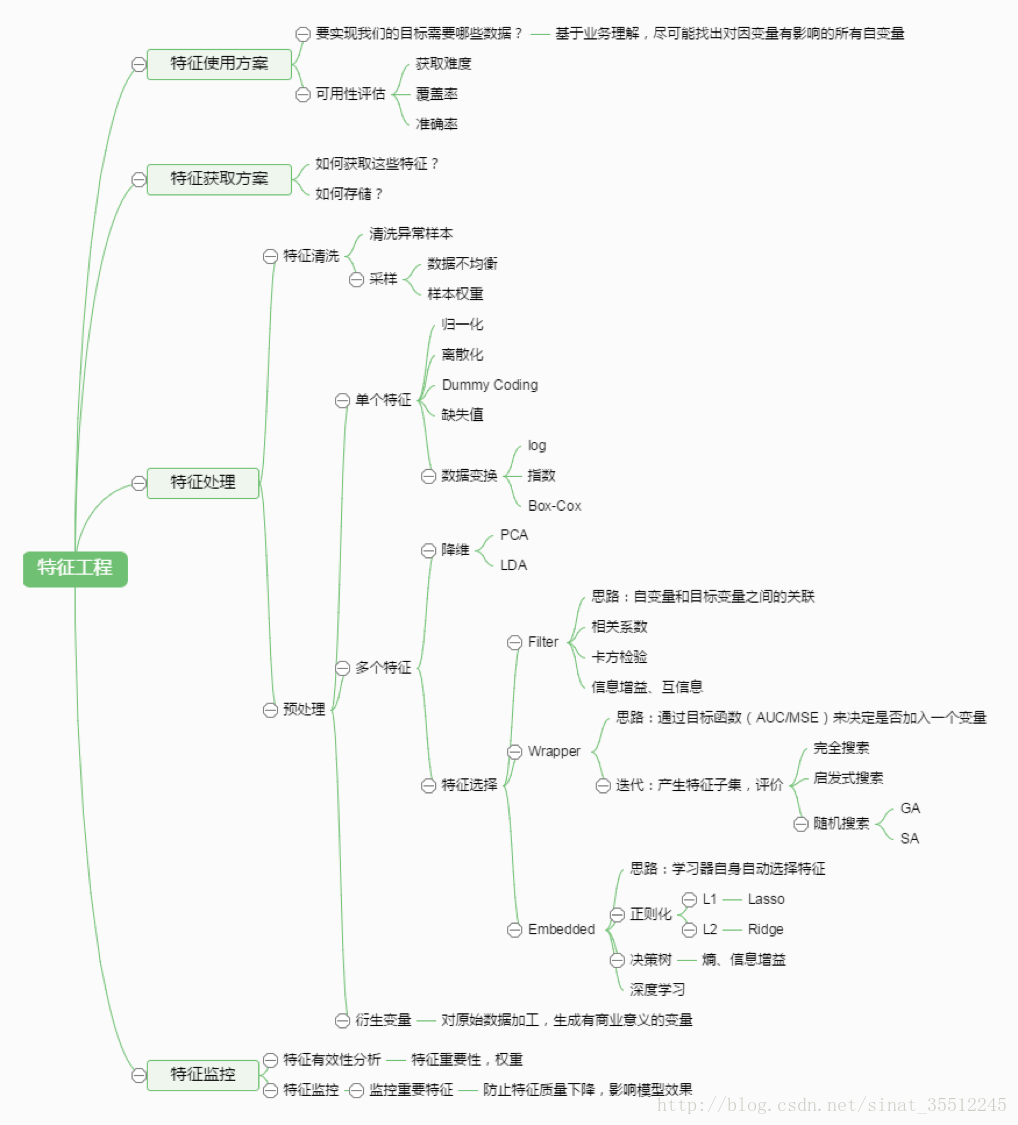 要实现我们的目标需要哪些数据？ 基于业务理解，尽可能找出对因变量有影响的所有自变量
特征使用方案
获取难度
可用性评估
覆盖率
准确率
如何获取这些特征？
特征获取方案
如何存储？
清洗异常样本
特征清洗
采样
数据不均衡
样本权重
归一化
离散化
Dummy Coding
单个特征
缺失值
log
数据变换
指数
Box-Cox
特征处理
PCA
降维
LDA
特征工程
思路：自变量和目标变量之间的关联
相关系数
Filter
卡方检验
信息增益、互信息
多个特征
预处理
思路：通过目标函数（AUC/MSE）来决定是否加入一个变量
Wrapper
完全搜索
特征选择
迭代：产生特征子集，评价
启发式搜索
随机搜索
GA
SA
思路：学习器自身自动选择特征
L1 Lasso
正则化
L2 Ridge
Embedded
决策树 熵、信息增益
深度学习
衍生变量 对原始数据加工，生成有商业意义的变量
特征有效性分析 特征重要性，权重
特征监控
特征监控 监控重要特征 防止特征质量下降，影响模型效果
http://blog.csdn.net/sinat_35512245